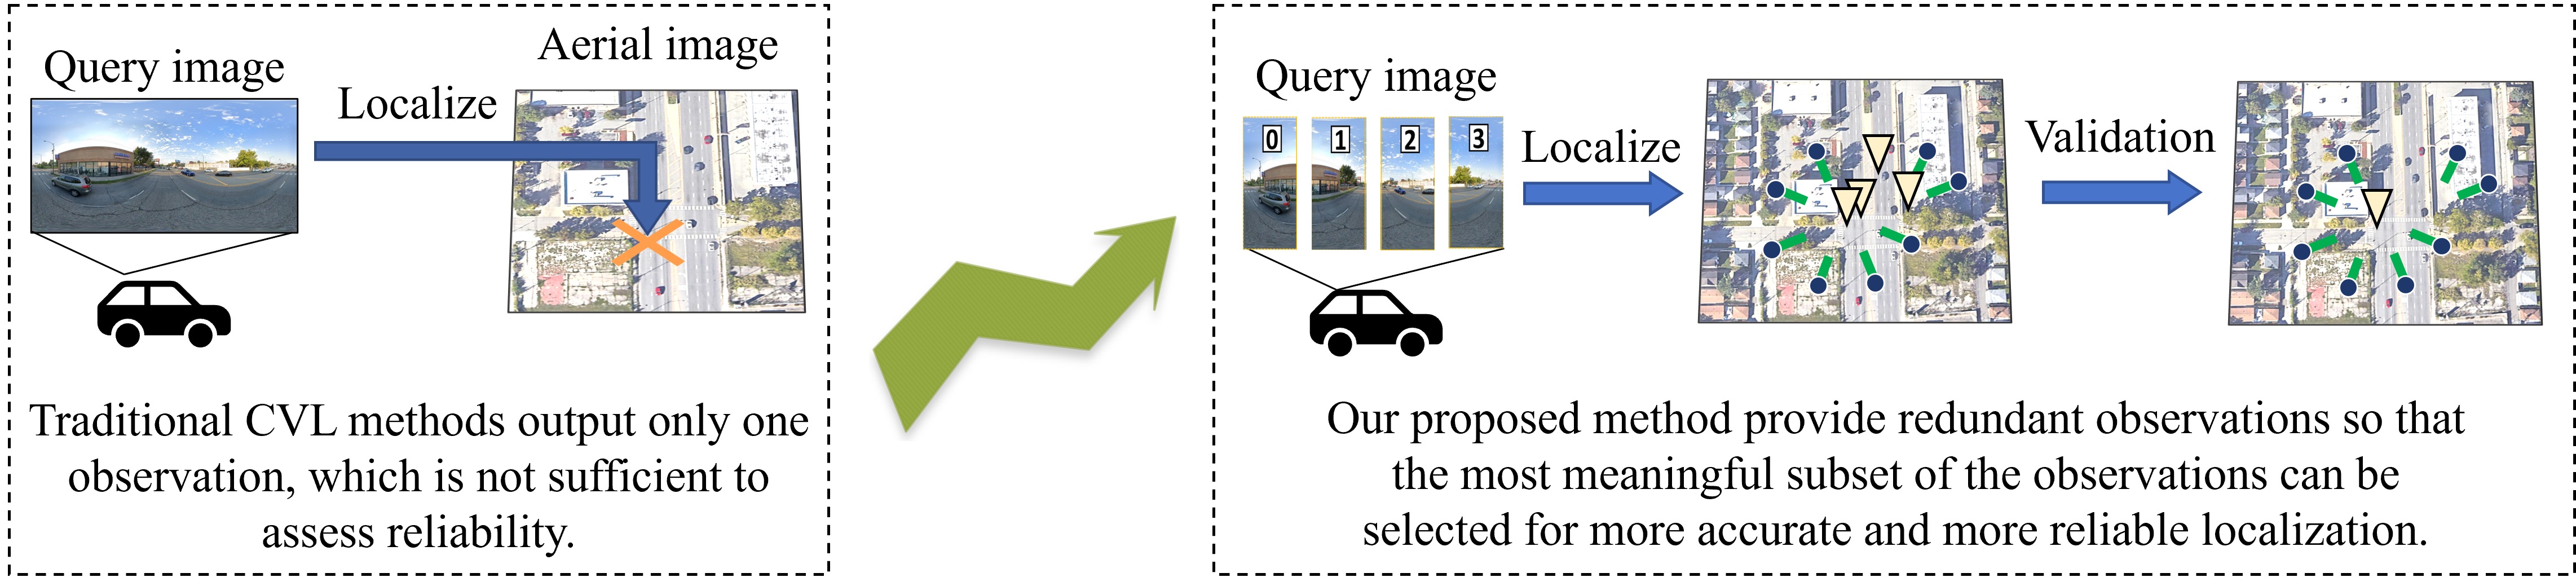 Query image
Aerial image
Localize
Traditional CVL methods output only one
observation, which is not sufficient to
assess reliability.
Query image
0
1
2
3
Localize
Validation
Our proposed method provide redundant observations so that
the most meaningful subset of the observations can be
selected for more accurate and more reliable localization.